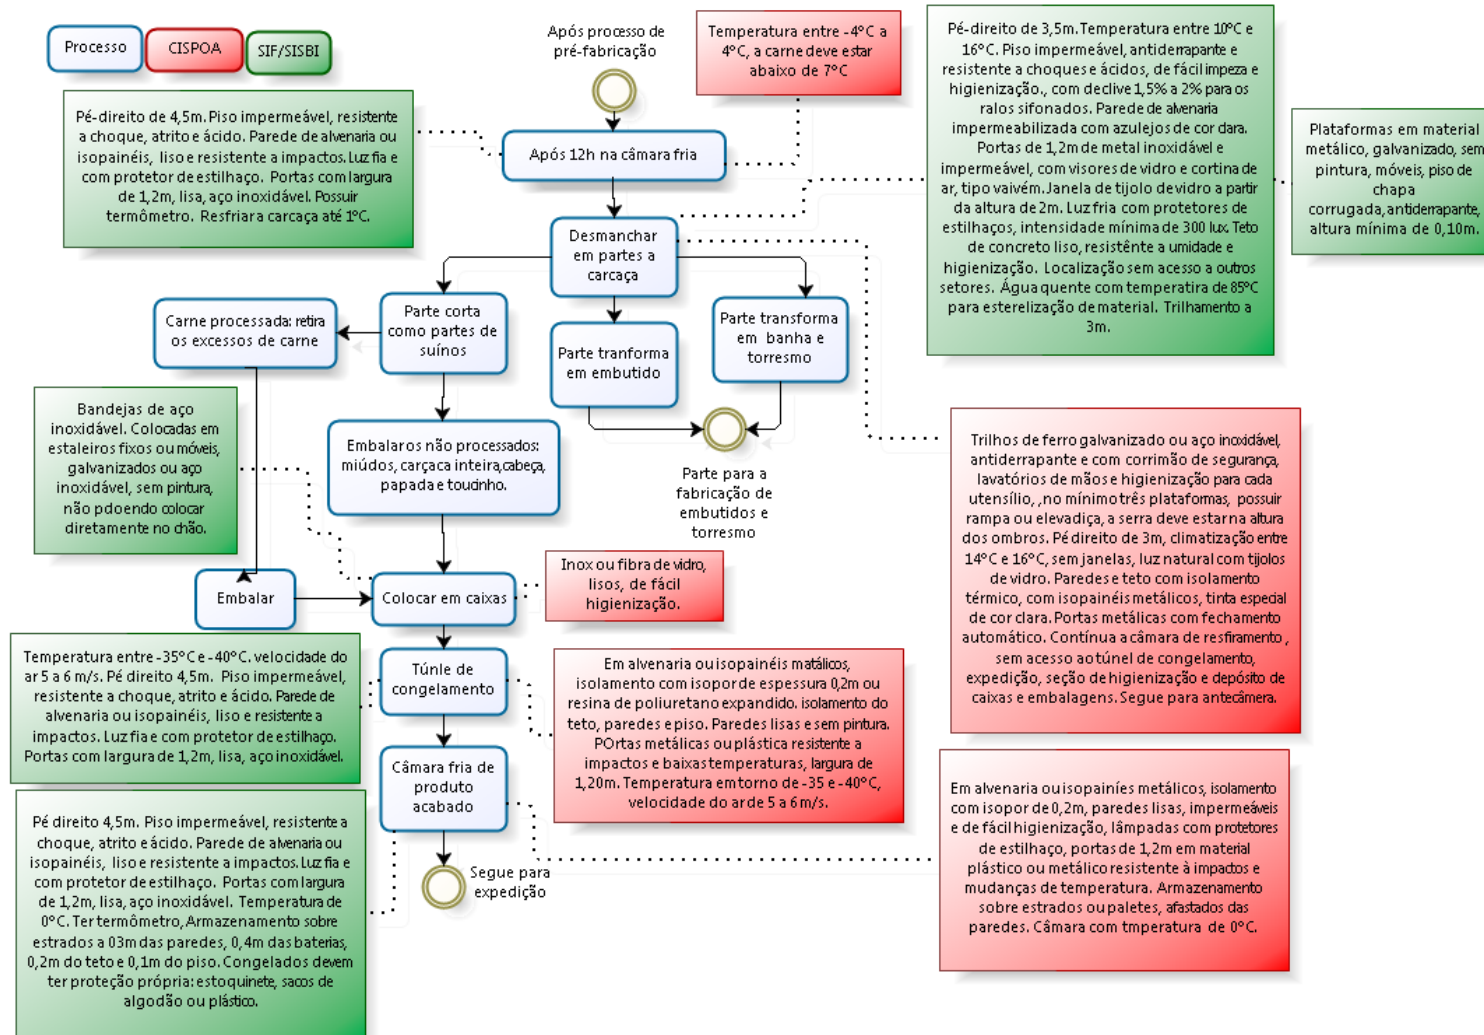 Processo
CISPOA
SIF/SISBI
Após processo de
pré-fabricação
Temperatura entre -4°C a
4°C, a carne deve estar
abaixo de 7°C
Pé-direito de 4,5m. Piso impermeável, resistente
a choque, atrito e ácido. Parede de alvenaria ou
isopainéis, liso e resistente a impactos. Luz fia e
com protetor de estilhaço. Portas com largura
de 1,2m, lisa, aço inoxidável. Possuir
termômetro. Resfriar a carcaça até 1°C.
Após 12h na câmara fria
Pé-direito de 3,5m. Temperatura entre 10°C e
16°C. Piso impermeável, antiderrapante e
resistente a choques e ácidos, de fácil impeza e
higienização., com declive 1,5% a 2% para os
ralos sifonados. Parede de alvenaria
impermeabilizada com azulejos de cor clara.
Portas de 1,2m de metal inoxidável e
impermeável, com visores de vidro e cortina de
ar, tipo vaivém. Janela de tijolo de vidro a partir
da altura de 2m. Luz fria com protetores de
estilhaços, intensidade mínima de 300 lux. Teto
de concreto liso, resistênte a umidade e
higienização. Localização sem acesso a outros
setores. Água quente com temperatira de 85°C
para esterelização de material. Trilhamento a
3m.
Plataformas em material
metálico, galvanizado, sem
pintura, móveis, piso de
chapa
corrugada, antiderrapante,
altura mínima de 0,10m.
Desmanchar
em partes a
carcaça
Carne processada: retira
os excessos de carne
Parte corta
como partes de
suínos
Parte tranforma
em embutido
Parte transforma
em banha e
torresmo
Bandejas de aço
inoxidável. Colocadas em
estaleiros fixos ou móveis,
galvanizados ou aço
inoxidável, sem pintura,
não pdoendo colocar
diretamente no chão.
Embalaros não processados:
miúdos, carçaca inteira,cabeça,
papada e toucinho.
Parte para a
fabricação de
embutidos e
torresmo
Trilhos de ferro galvanizado ou aço inoxidável,
antiderrapante e com corrimão de segurança,
lavatórios de mãos e higienização para cada
utensílio, ,no mínimo três plataformas, possuir
rampa ou elevadiça, a serra deve estar na altura
dos ombros. Pé direito de 3m, climatização entre
14°C e 16°C, sem janelas, luz natural com tijolos
de vidro. Paredes e teto com isolamento
térmico, com isopainéis metálicos, tinta especial
de cor clara. Portas metálicas com fechamento
automático. Contínua a câmara de resfiramento ,
sem acesso ao túnel de congelamento,
expedição, seção de higienização e depósito de
caixas e embalagens. Segue para antecâmera.
Embalar
Colocar em caixas
Inox ou fibra de vidro,
lisos, de fácil
higienização.
Temperatura entre -35°C e -40°C. velocidade do
ar 5 a 6 m/s. Pé direito 4,5m. Piso impermeável,
resistente a choque, atrito e ácido. Parede de
alvenaria ou isopainéis, liso e resistente a
impactos. Luz fia e com protetor de estilhaço.
Portas com largura de 1,2m, lisa, aço inoxidável.
Túnle de
congelamento
Em alvenaria ou isopainéis matálicos,
isolamento com isopor de espessura 0,2m ou
resina de poliuretano expandido. isolamento do
teto, paredes e piso. Paredes lisas e sem pintura.
POrtas metálicas ou plástica resistente a
impactos e baixas temperaturas, largura de
1,20m. Temperatura em torno de -35 e -40°C,
velocidade do ar de 5 a 6 m/s.
Câmara fria de
produto
acabado
Em alvenaria ou isopainíes metálicos, isolamento
com isopor de 0,2m, paredes lisas, impermeáveis
e de fácil higienização, lâmpadas com protetores
de estilhaço, portas de 1,2m em material
plástico ou metálico resistente à impactos e
mudanças de temperatura. Armazenamento
sobre estrados ou paletes, afastados das
paredes. Câmara com tmperatura de 0°C.
Pé direito 4,5m. Piso impermeável, resistente a
choque, atrito e ácido. Parede de alvenaria ou
isopainéis, liso e resistente a impactos. Luz fia e
com protetor de estilhaço. Portas com largura
de 1,2m, lisa, aço inoxidável. Temperatura de
0°C. Ter termômetro, Armazenamento sobre
estrados a 03m das paredes, 0,4m das baterias,
0,2m do teto e 0,1m do piso. Congelados devem
ter proteção própria: estoquinete, sacos de
algodão ou plástico.
Segue para
expedição